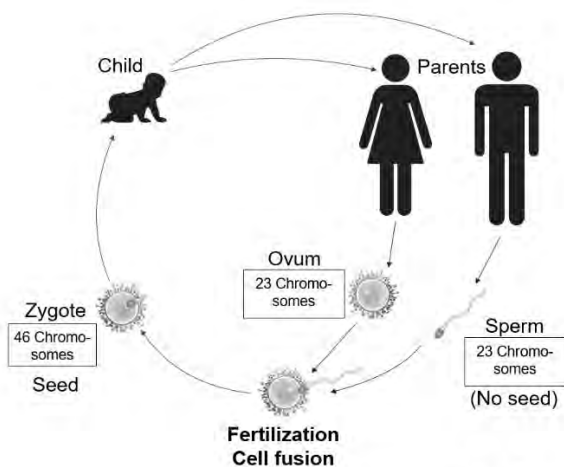 Child
Parents
Ovum
23 Chromo-
somes
Zygote
46 Chromo-
somes
Seed
Sperm
23 Chromo-
somes
(No seed)
Fertilization
Cell fusion